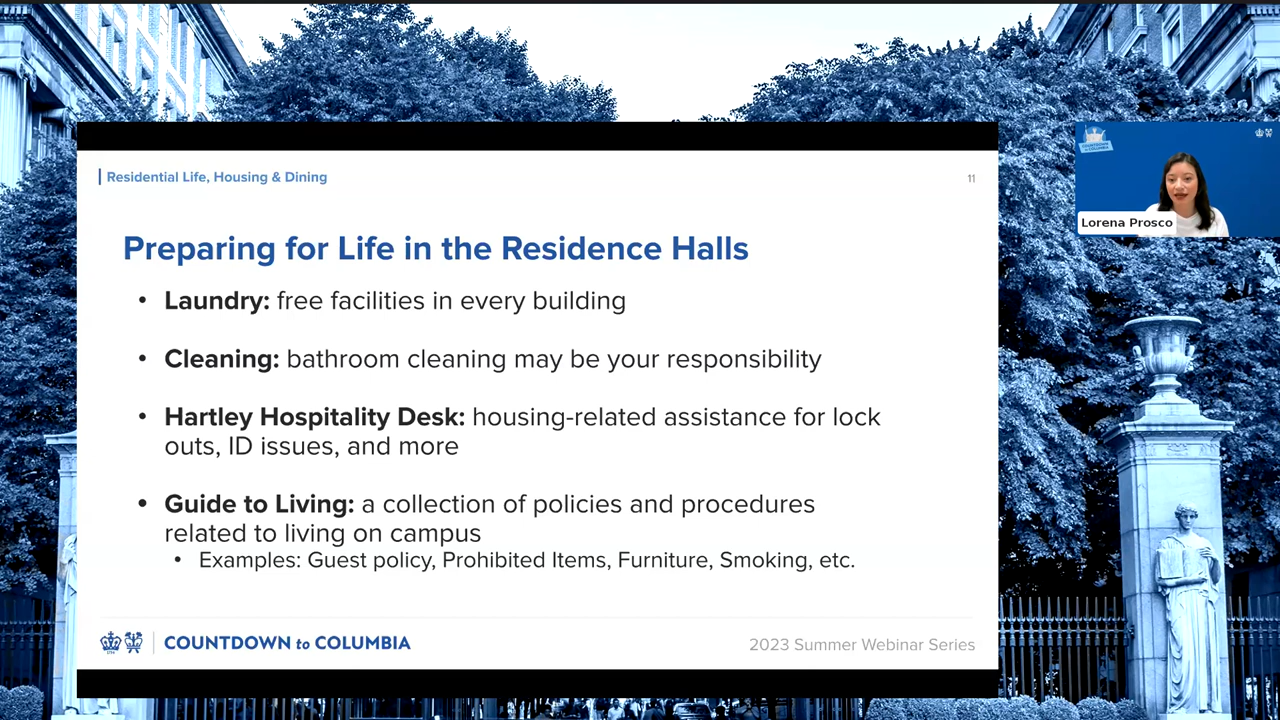 Residential Life, Housing & Dining
11
Preparing for Life in the Residence Halls
• Laundry: free facilities in every building
• Cleaning: bathroom cleaning may be your responsibility
• Hartley Hospitality Desk: housing-related assistance for lock
outs, ID issues, and more
• Guide to Living: a collection of policies and procedures
related to living on campus
• Examples: Guest policy, Prohibited Items, Furniture, Smoking, etc.
COUNTDOWN to COLUMBIA
2023 Summer Webinar Series
COUNTDOWN
to COLUMBIA
Lorena Prosco